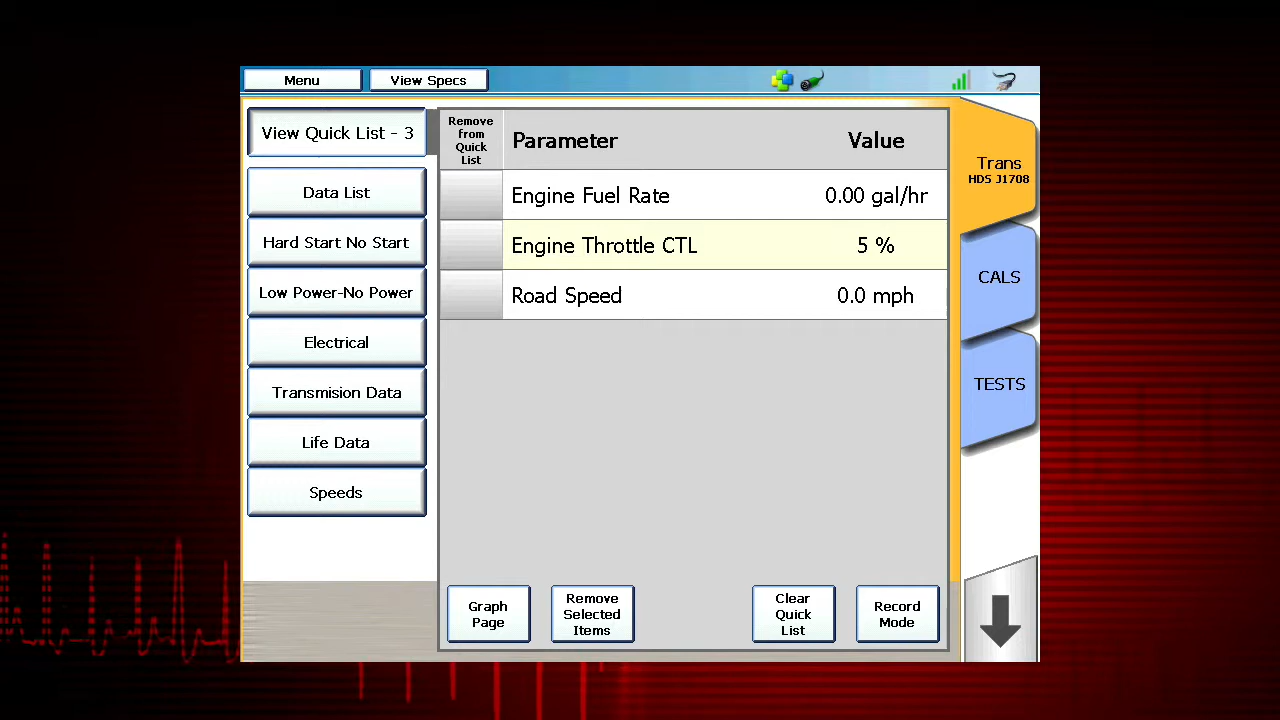 Menu
View Specs
View Quick List - 3
Data List
Hard Start No Start
Low Power-No Power
Electrical
Transmision Data
Life Data
Speeds
Remove
from
Quick
List
Parameter Value
Engine Fuel Rate 0.00 gal/hr
Engine Throttle CTL 5 %
Road Speed 0.0 mph
Graph
Page
Remove
Selected
Items
Clear
Quick
List
Record
Mode
Trans
HDS J1708
CALS
TESTS